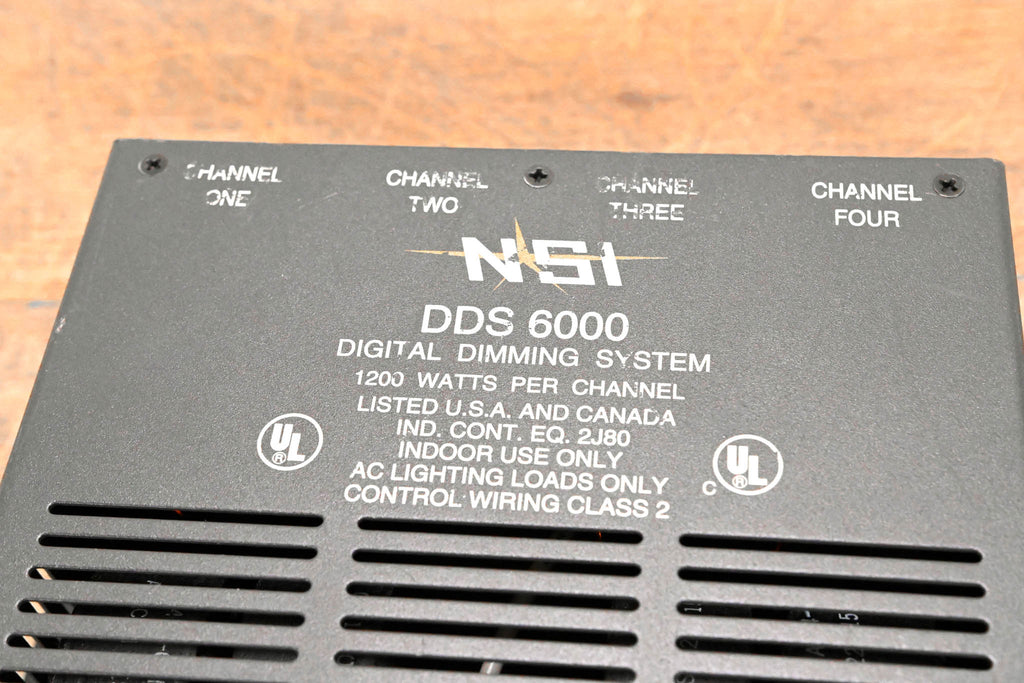 CHANNEL
ONE
CHANNEL
TWO
CHANNEL
THREE
CHANNEL
FOUR
NSI
DDS 6000
DIGITAL DIMMING SYSTEM
1200 WATTS PER CHANNEL
LISTED U.S.A. AND CANADA
IND. CONT. EQ. 2J80
INDOOR USE ONLY
AC LIGHTING LOADS ONLY
CONTROL WIRING CLASS 2
UL ®
C UL ®